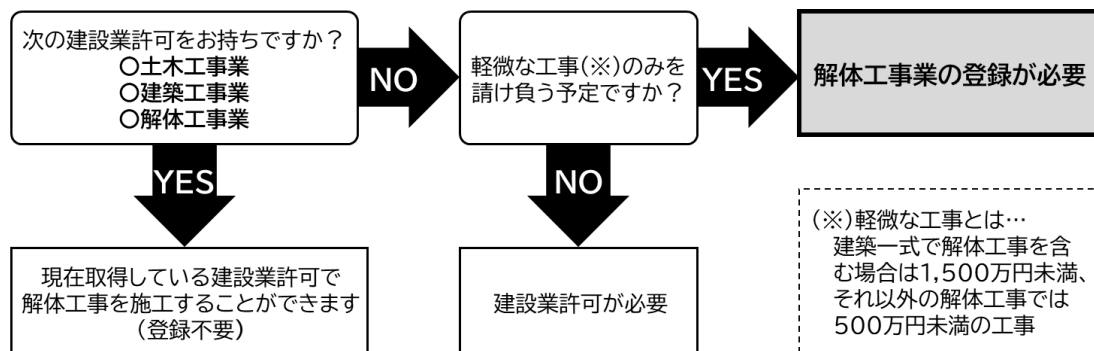 次の建設業許可をお持ちですか？
○土木工事業
○建築工事業
○解体工事業
NO
軽微な工事(※)のみを
請け負う予定ですか？
YES
解体工事業の登録が必要
YES
NO
現在取得している建設業許可で
解体工事を施工することができます
(登録不要)
建設業許可が必要
(※)軽微な工事とは…
建築一式で解体工事を含
む場合は1,500万円未満、
それ以外の解体工事では
500万円未満の工事